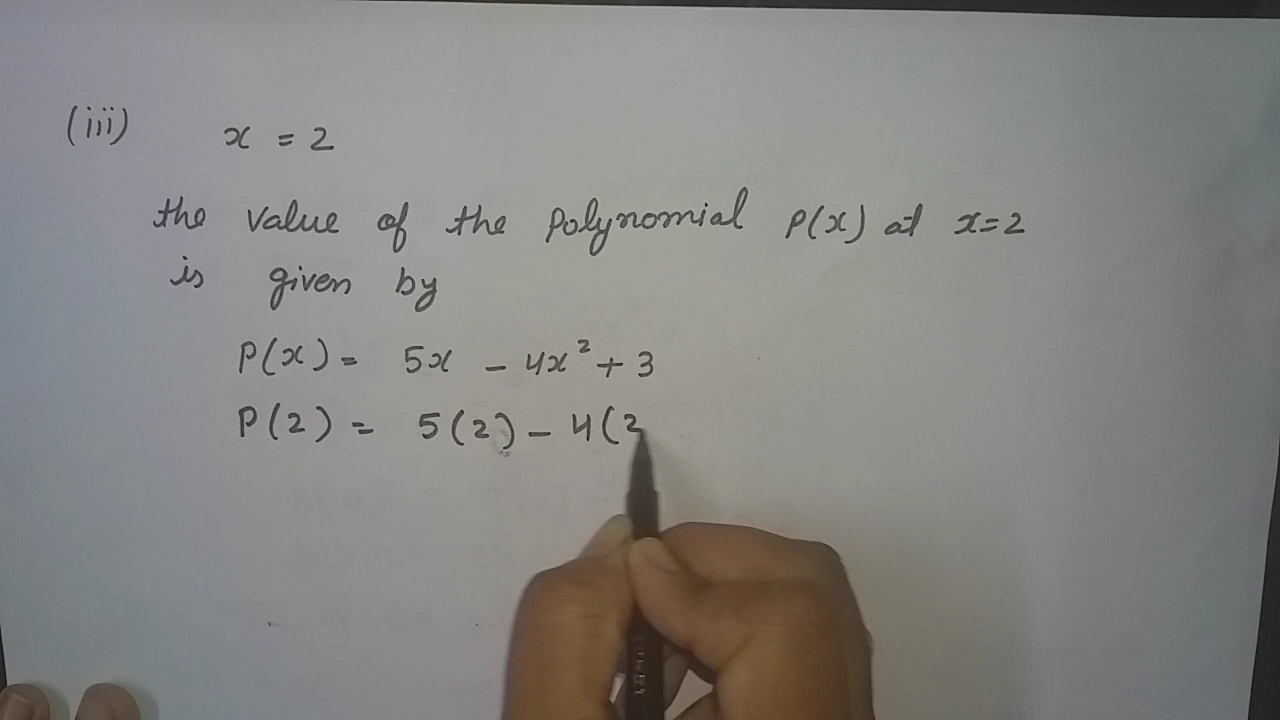 (iii) x = 2
the value of the polynomial P(x) at x=2
is given by
P(x) = 5x - 4x² + 3
P(2) = 5(2) - 4(2